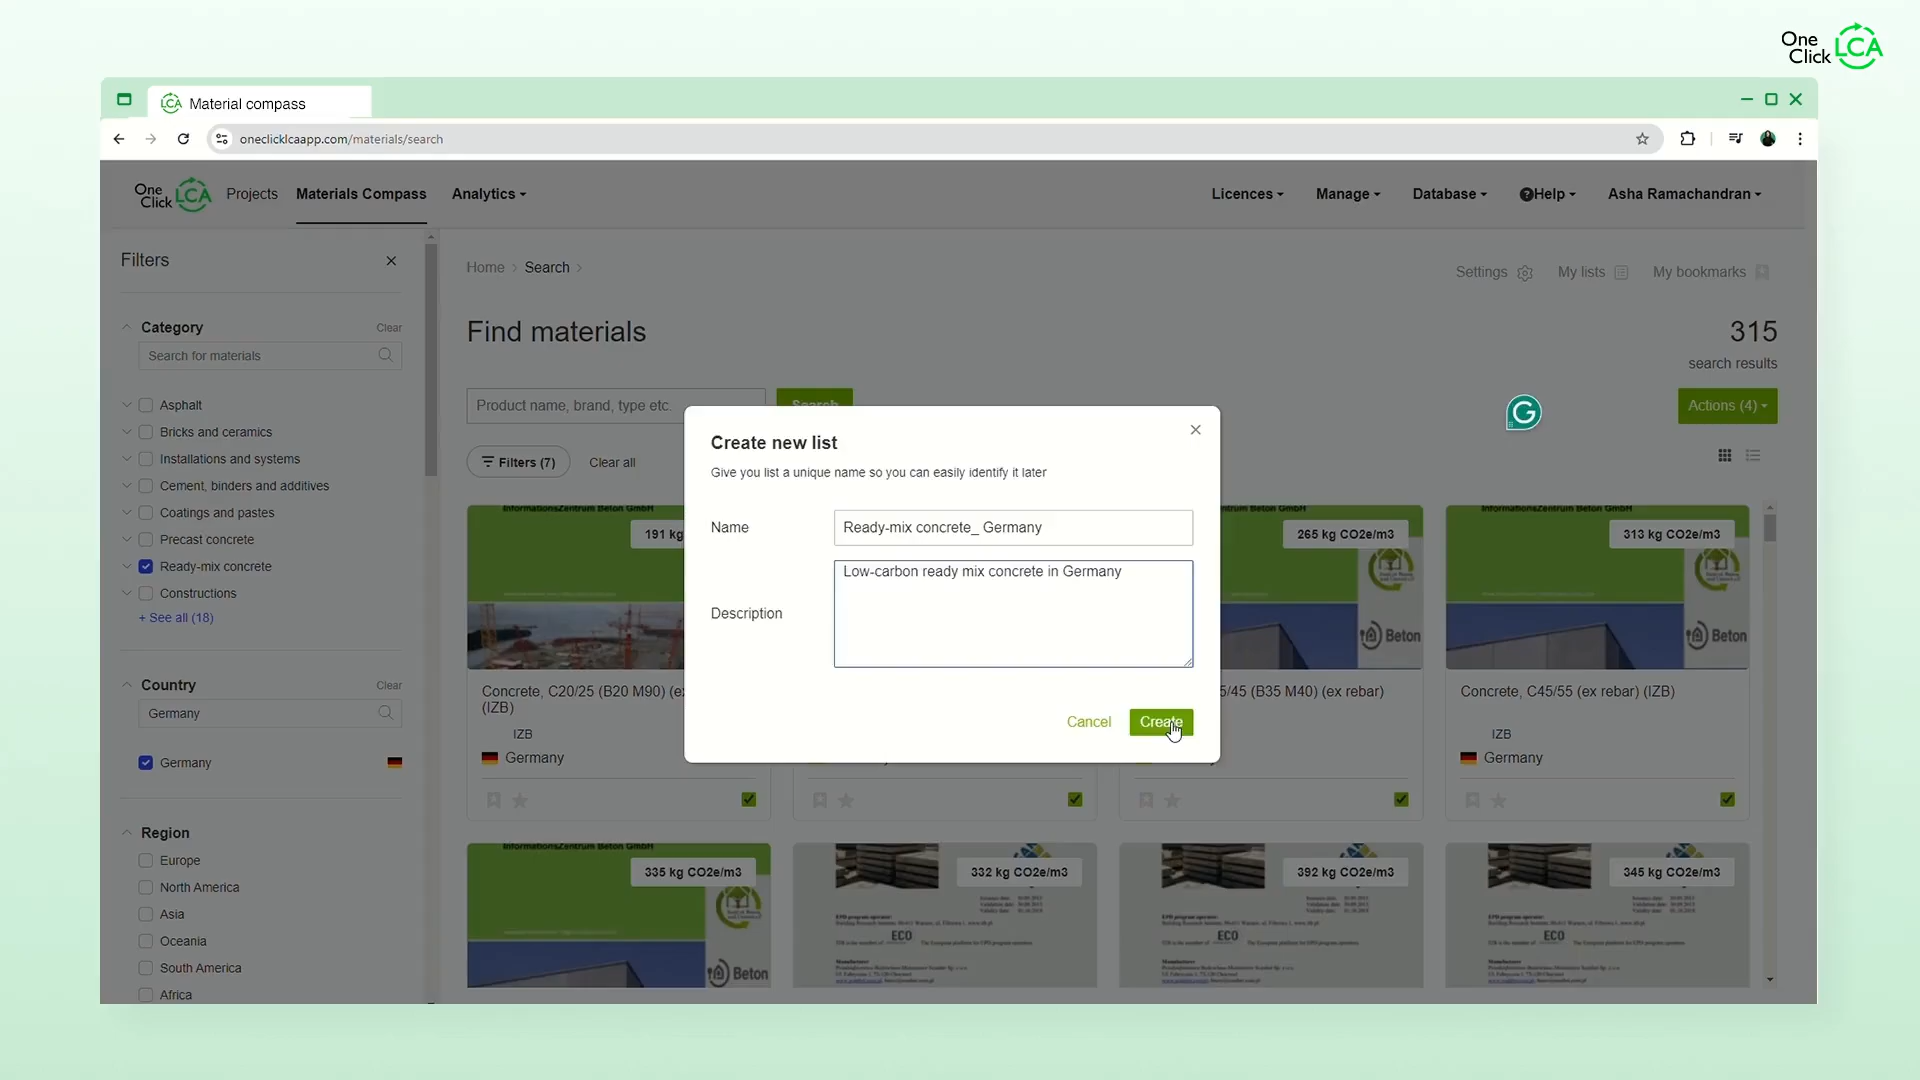 One
Click LCA
LCA Material compass
oneclicklcaapp.com/materials/search
One
Click LCA
Projects
Materials Compass
Analytics
Licences
Manage
Database
Help
Asha Ramachandran
Filters
Category
Clear
Search for materials
Asphalt
Bricks and ceramics
Installations and systems
Cement, binders and additives
Coatings and pastes
Precast concrete
Ready-mix concrete
Constructions
+ See all (18)
Country
Clear
Germany
Germany
Region
Europe
North America
Asia
Oceania
South America
Africa
Home > Search >
Settings
My lists
My bookmarks
Find materials
315
search results
Product name, brand, type etc.
Search
Actions (4)
Filters (7)
Clear all
Create new list
Give you list a unique name so you can easily identify it later
Name
Ready-mix concrete_ Germany
Description
Low-carbon ready mix concrete in Germany
Cancel
Create
InformationsZentrum Beton GmbH
191 kg
Concrete, C20/25 (B20 M90) (ex
(IZB)
IZB
Germany
265 kg CO2e/m3
Beton
5/45 (B35 M40) (ex rebar)
InformationsZentrum Beton GmbH
313 kg CO2e/m3
Beton
Concrete, C45/55 (ex rebar) (IZB)
IZB
Germany
InformationsZentrum Beton GmbH
335 kg CO2e/m3
Beton
332 kg CO2e/m3
ECO
392 kg CO2e/m3
ECO
345 kg CO2e/m3
ECO